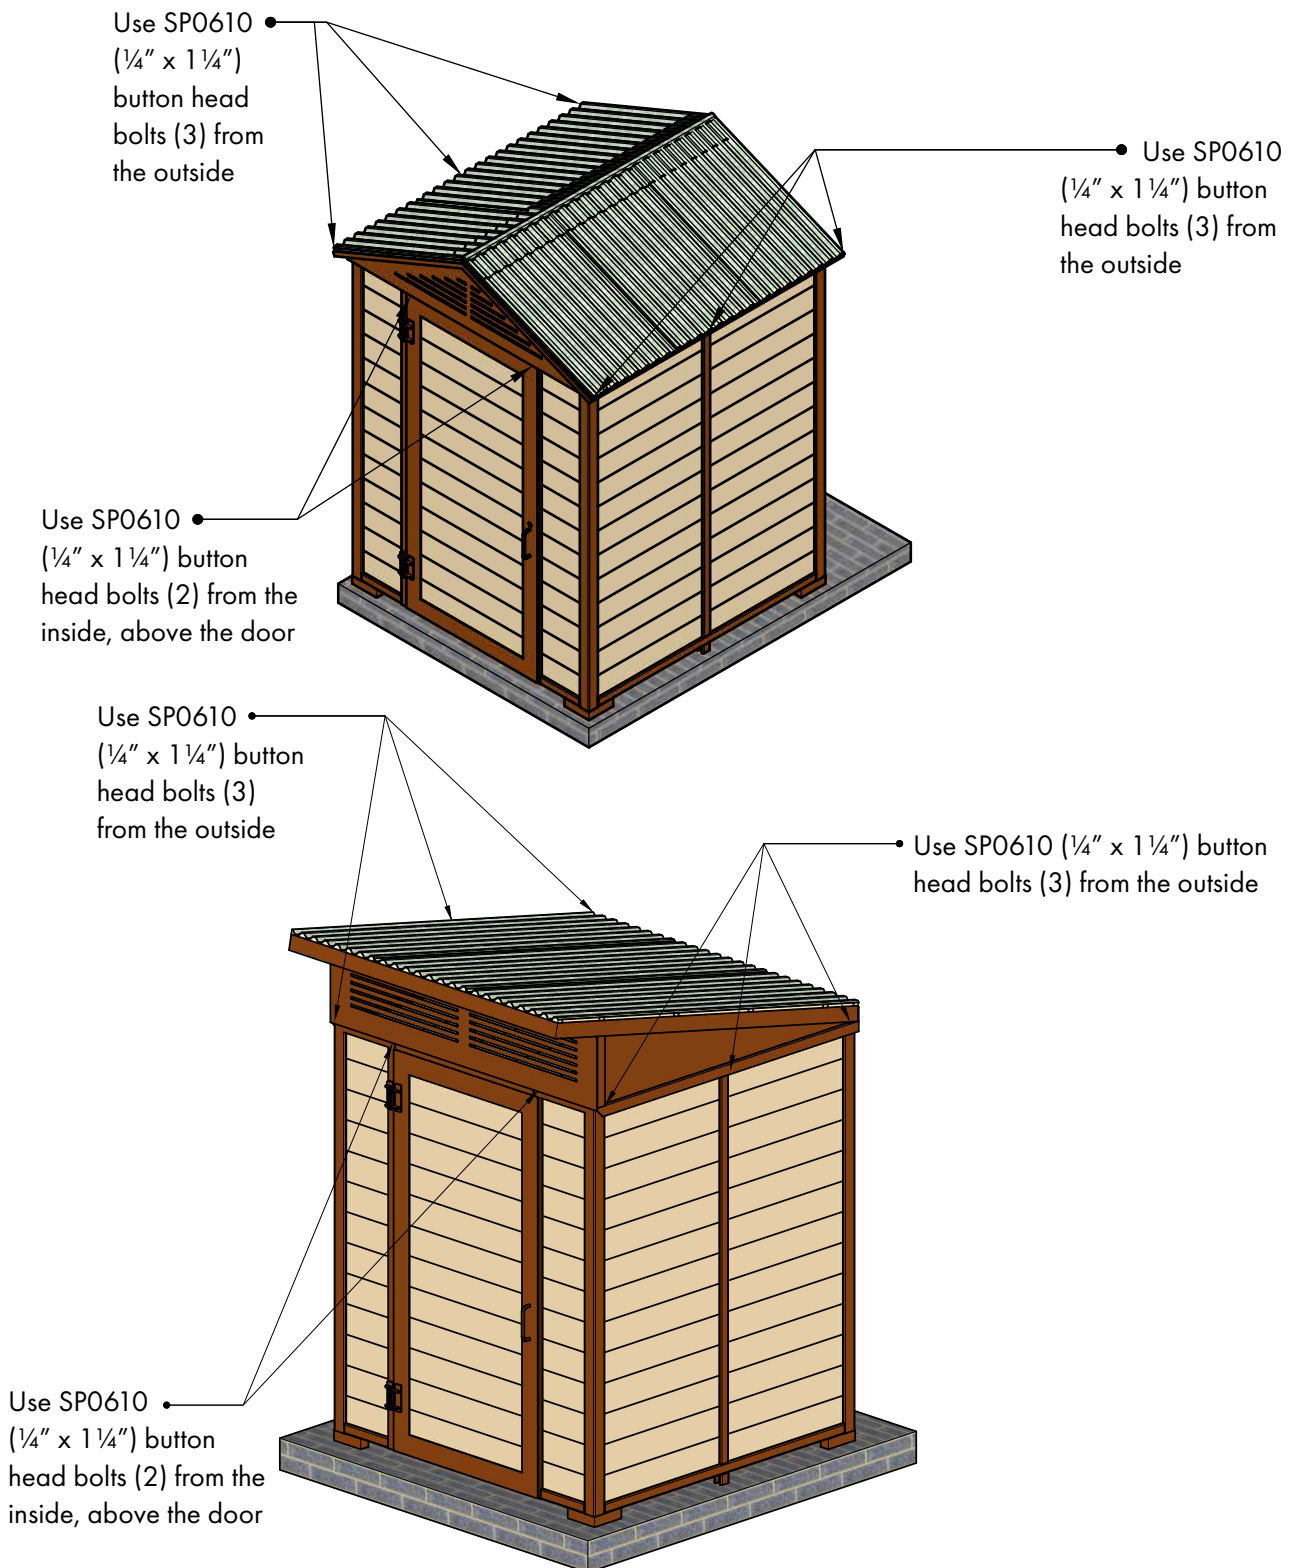 Use SP0610
(¼” x 1¼”)
button head
bolts (3) from
the outside
Use SP0610
(¼” x 1¼”) button
head bolts (3) from
the outside
Use SP0610
(¼” x 1¼”) button
head bolts (2) from the
inside, above the door
Use SP0610
(¼” x 1¼”) button
head bolts (3)
from the outside
Use SP0610 (¼” x 1¼”) button
head bolts (3) from the outside
Use SP0610
(¼” x 1¼”) button
head bolts (2) from the
inside, above the door